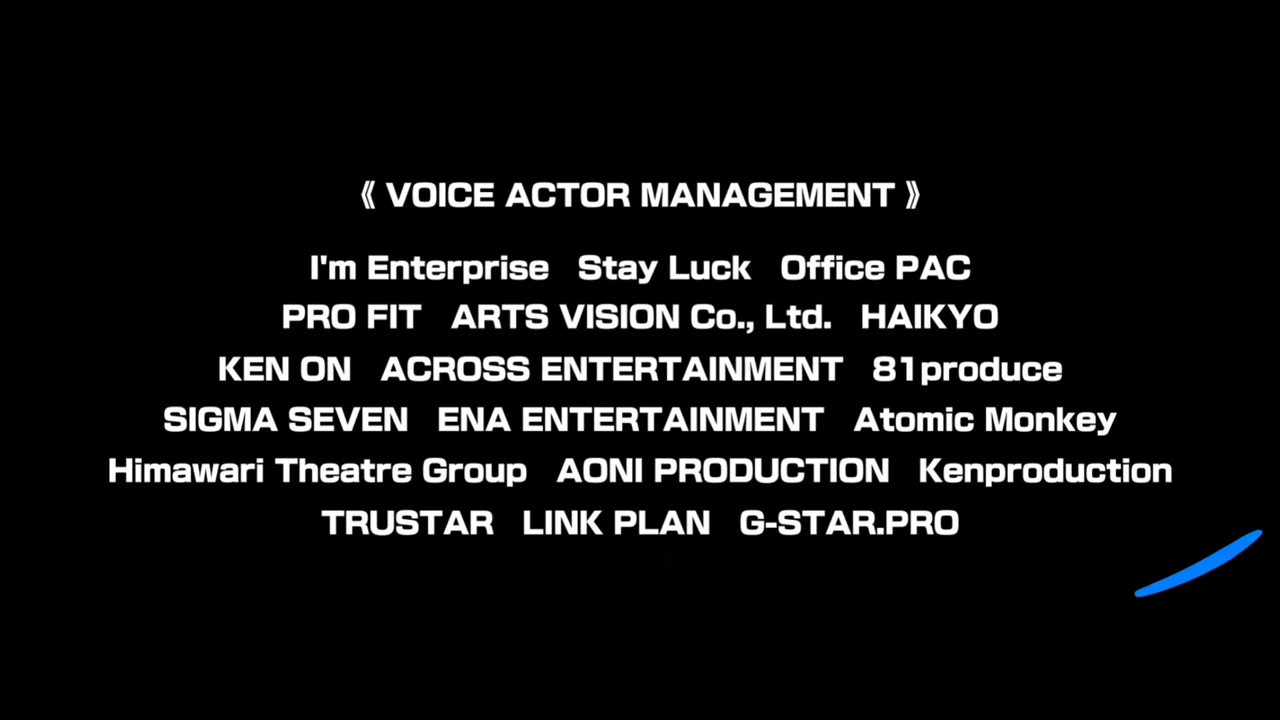 《 VOICE ACTOR MANAGEMENT 》
I'm Enterprise Stay Luck Office PAC
PRO FIT ARTS VISION Co., Ltd. HAIKYO
KEN ON ACROSS ENTERTAINMENT 81produce
SIGMA SEVEN ENA ENTERTAINMENT Atomic Monkey
Himawari Theatre Group AONI PRODUCTION Kenproduction
TRUSTAR LINK PLAN G-STAR.PRO